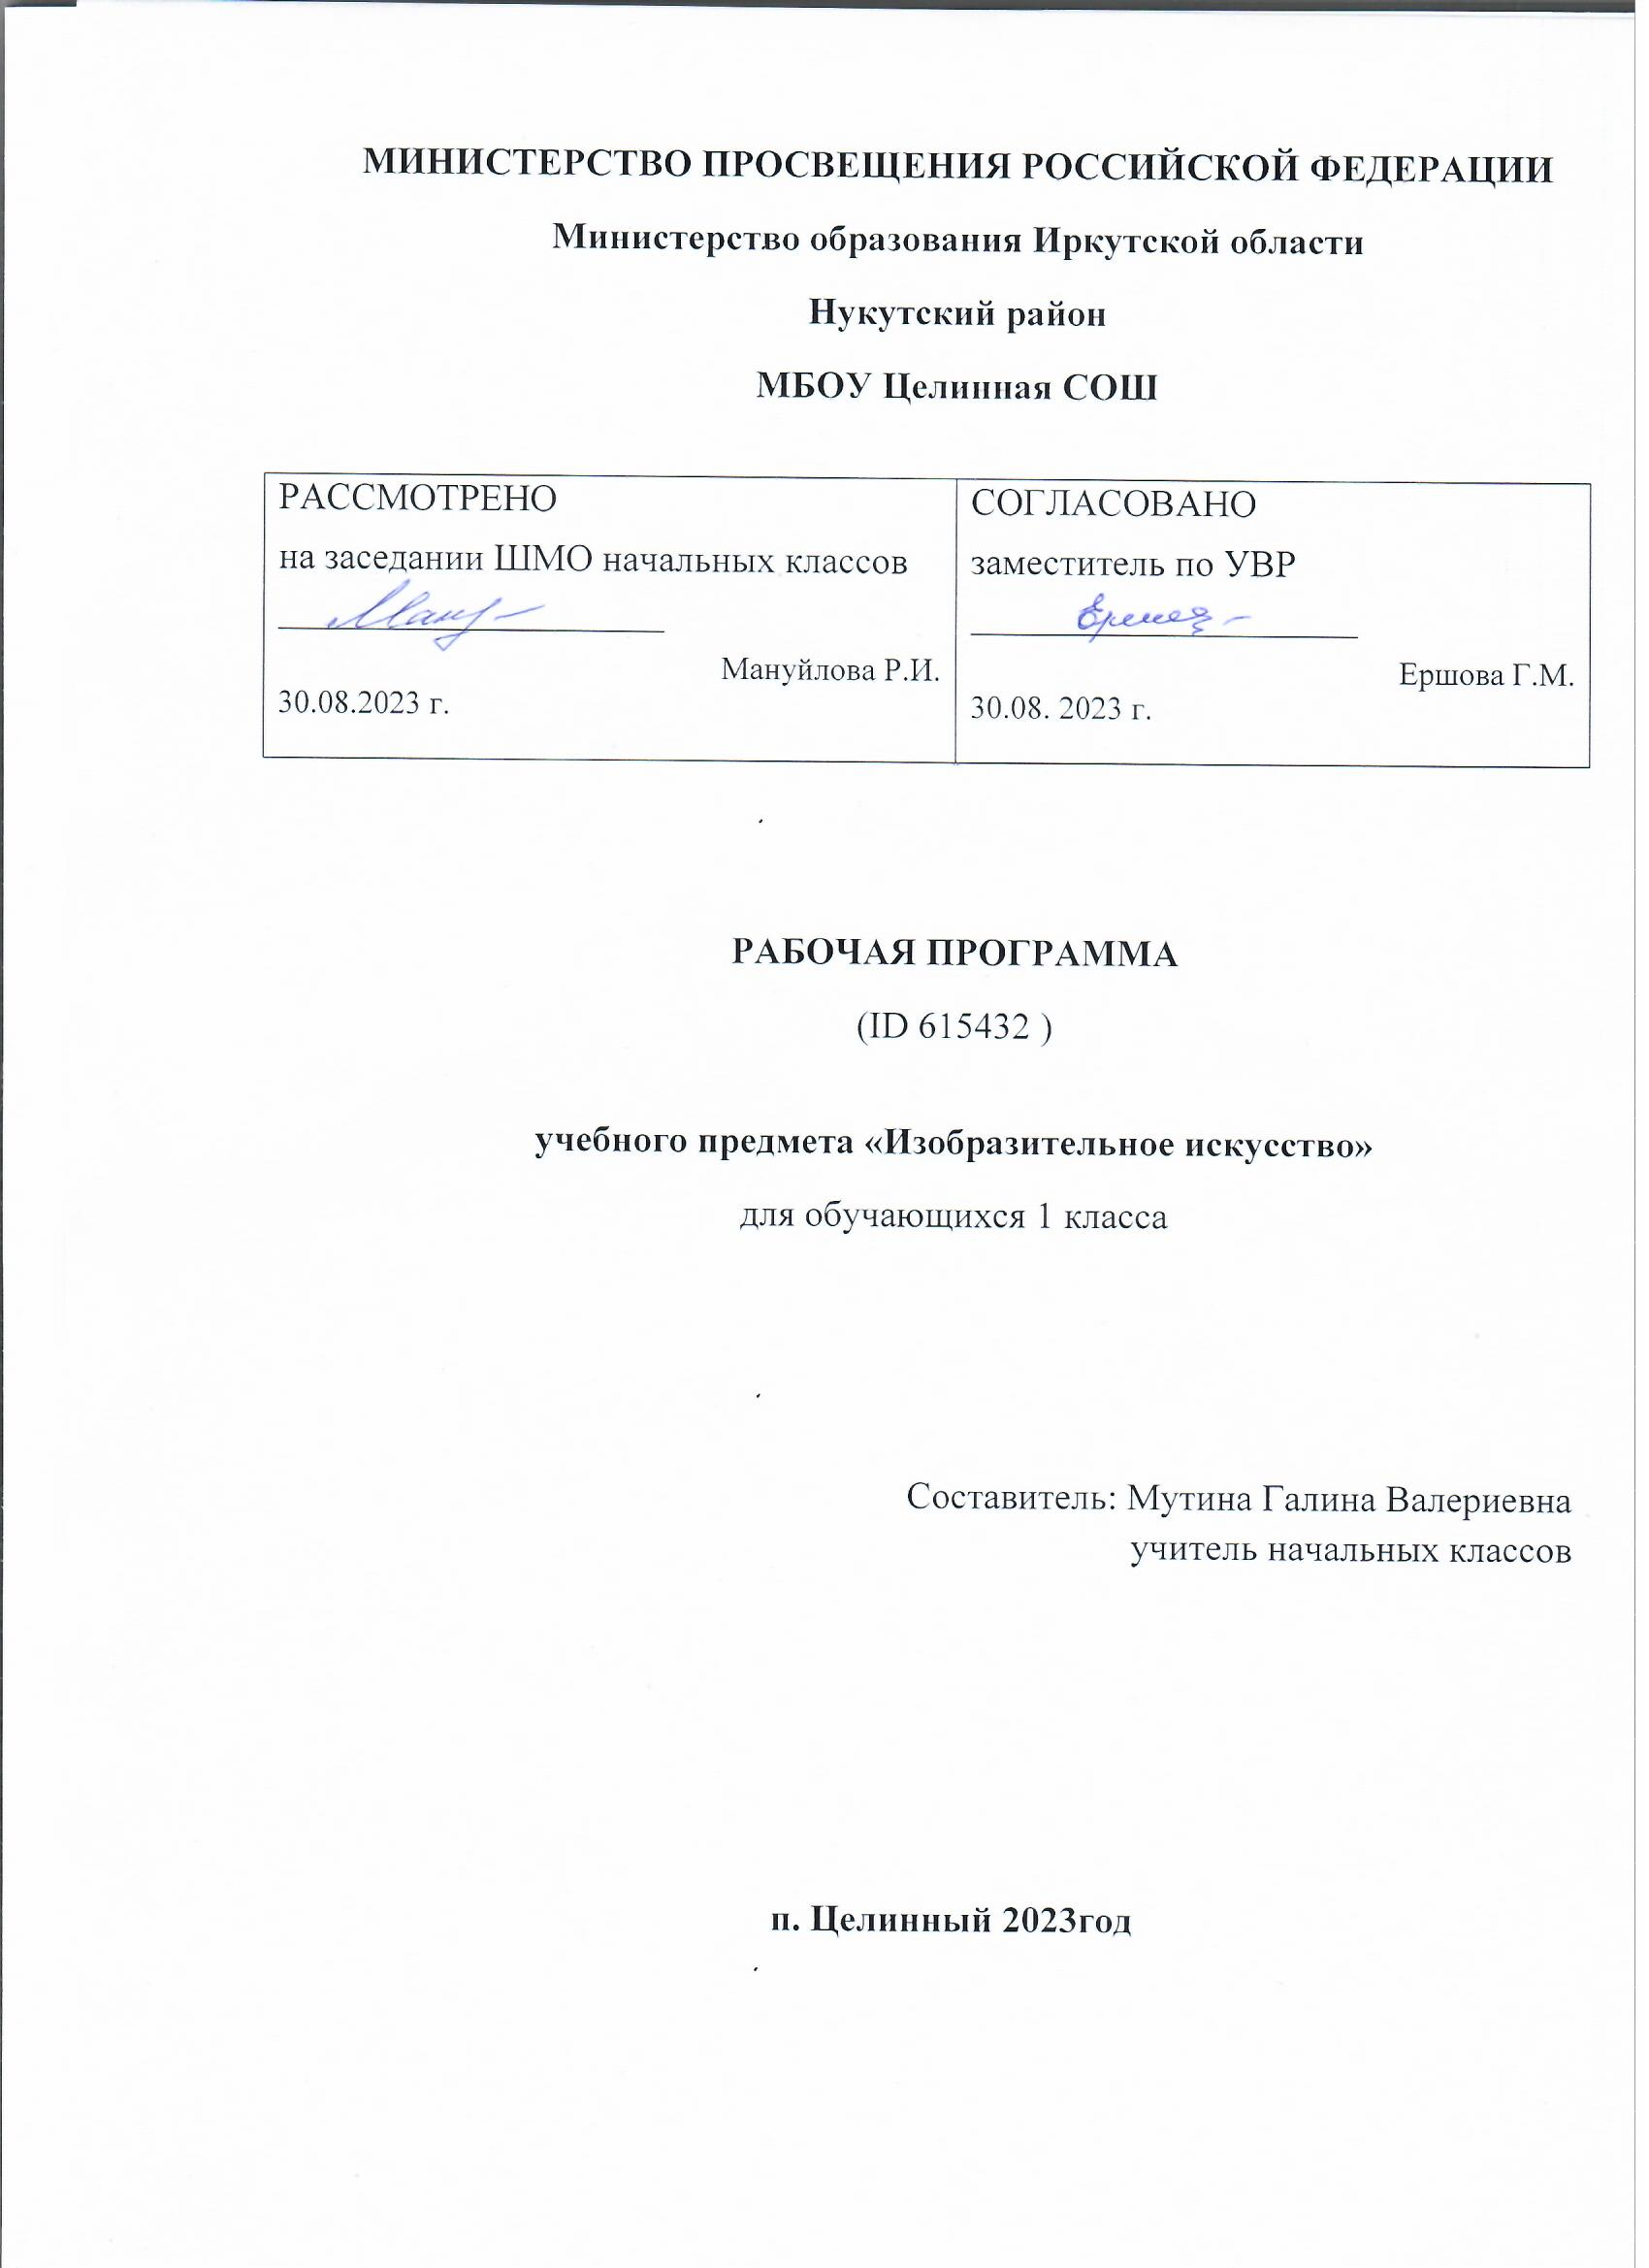 МИНИСТЕРСТВО ПРОСВЕЩЕНИЯ РОССИЙСКОЙ ФЕДЕРАЦИИ
Министерство образования Иркутской области
Нукутский район
МБОУ Целинная СОШ
РАССМОТРЕНО
на заседании ШМО начальных классов
Мануйлова Р.И.
30.08.2023 г.
СОГЛАСОВАНО
заместитель по УВР
Ершова Г.М.
30.08. 2023 г.
РАБОЧАЯ ПРОГРАММА
(ID 615432 )
учебного предмета «Изобразительное искусство»
для обучающихся 1 класса
Составитель: Мутина Галина Валериевна
учитель начальных классов
п. Целинный 2023год